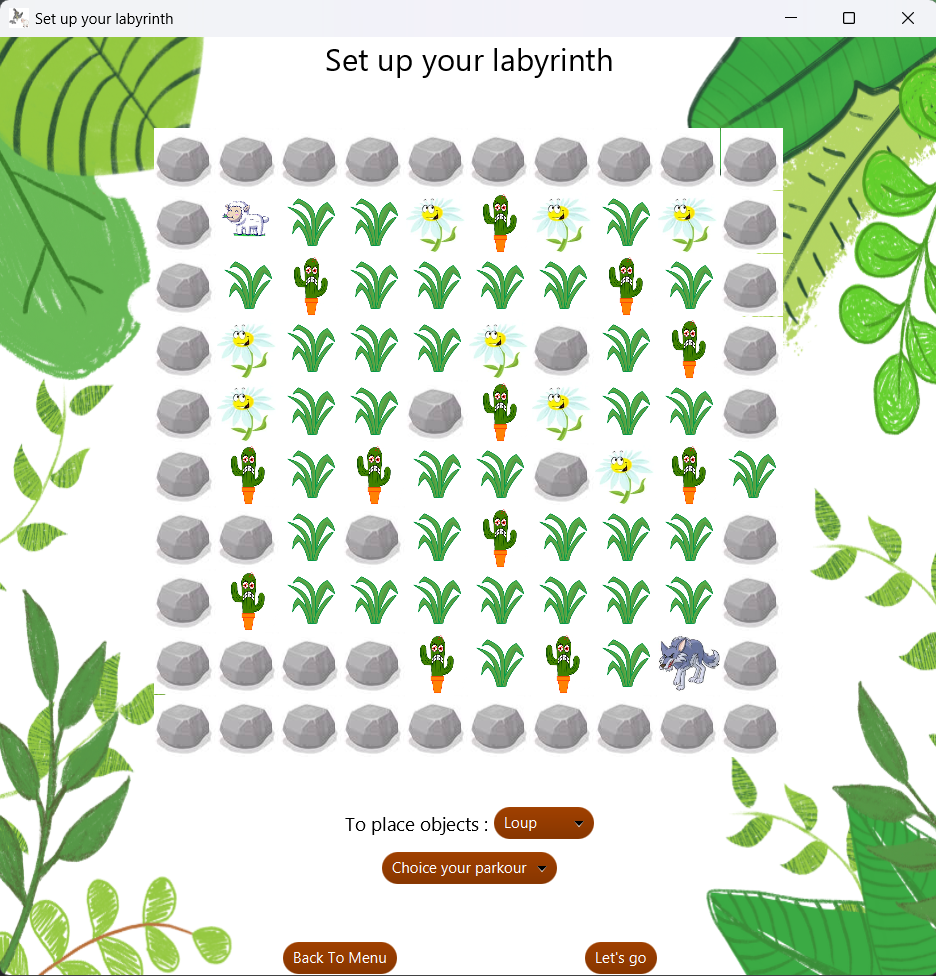 Set up your labyrinth
Set up your labyrinth
To place objects : Loup
Choice your parkour
Back To Menu
Let's go